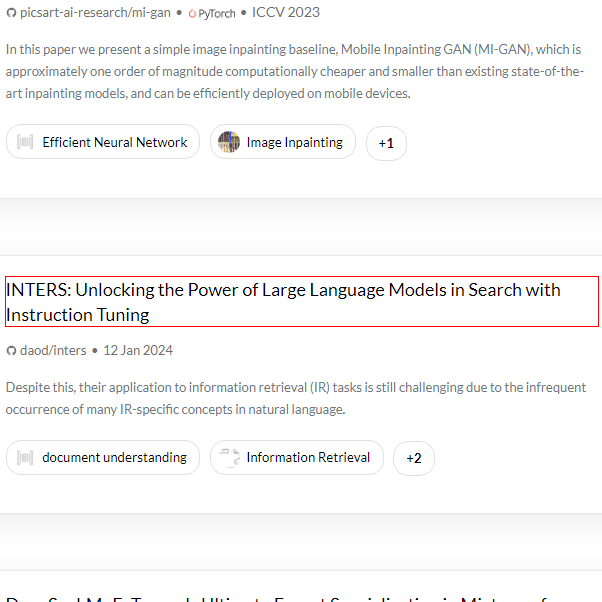 picsart-ai-research/mi-gan • PyTorch • ICCV 2023
In this paper we present a simple image inpainting baseline, Mobile Inpainting GAN (MI-GAN), which is
approximately one order of magnitude computationally cheaper and smaller than existing state-of-the-
art inpainting models, and can be efficiently deployed on mobile devices.
Efficient Neural Network Image Inpainting +1
INTERS: Unlocking the Power of Large Language Models in Search with
Instruction Tuning
daod/inters • 12 Jan 2024
Despite this, their application to information retrieval (IR) tasks is still challenging due to the infrequent
occurrence of many IR-specific concepts in natural language.
document understanding Information Retrieval +2